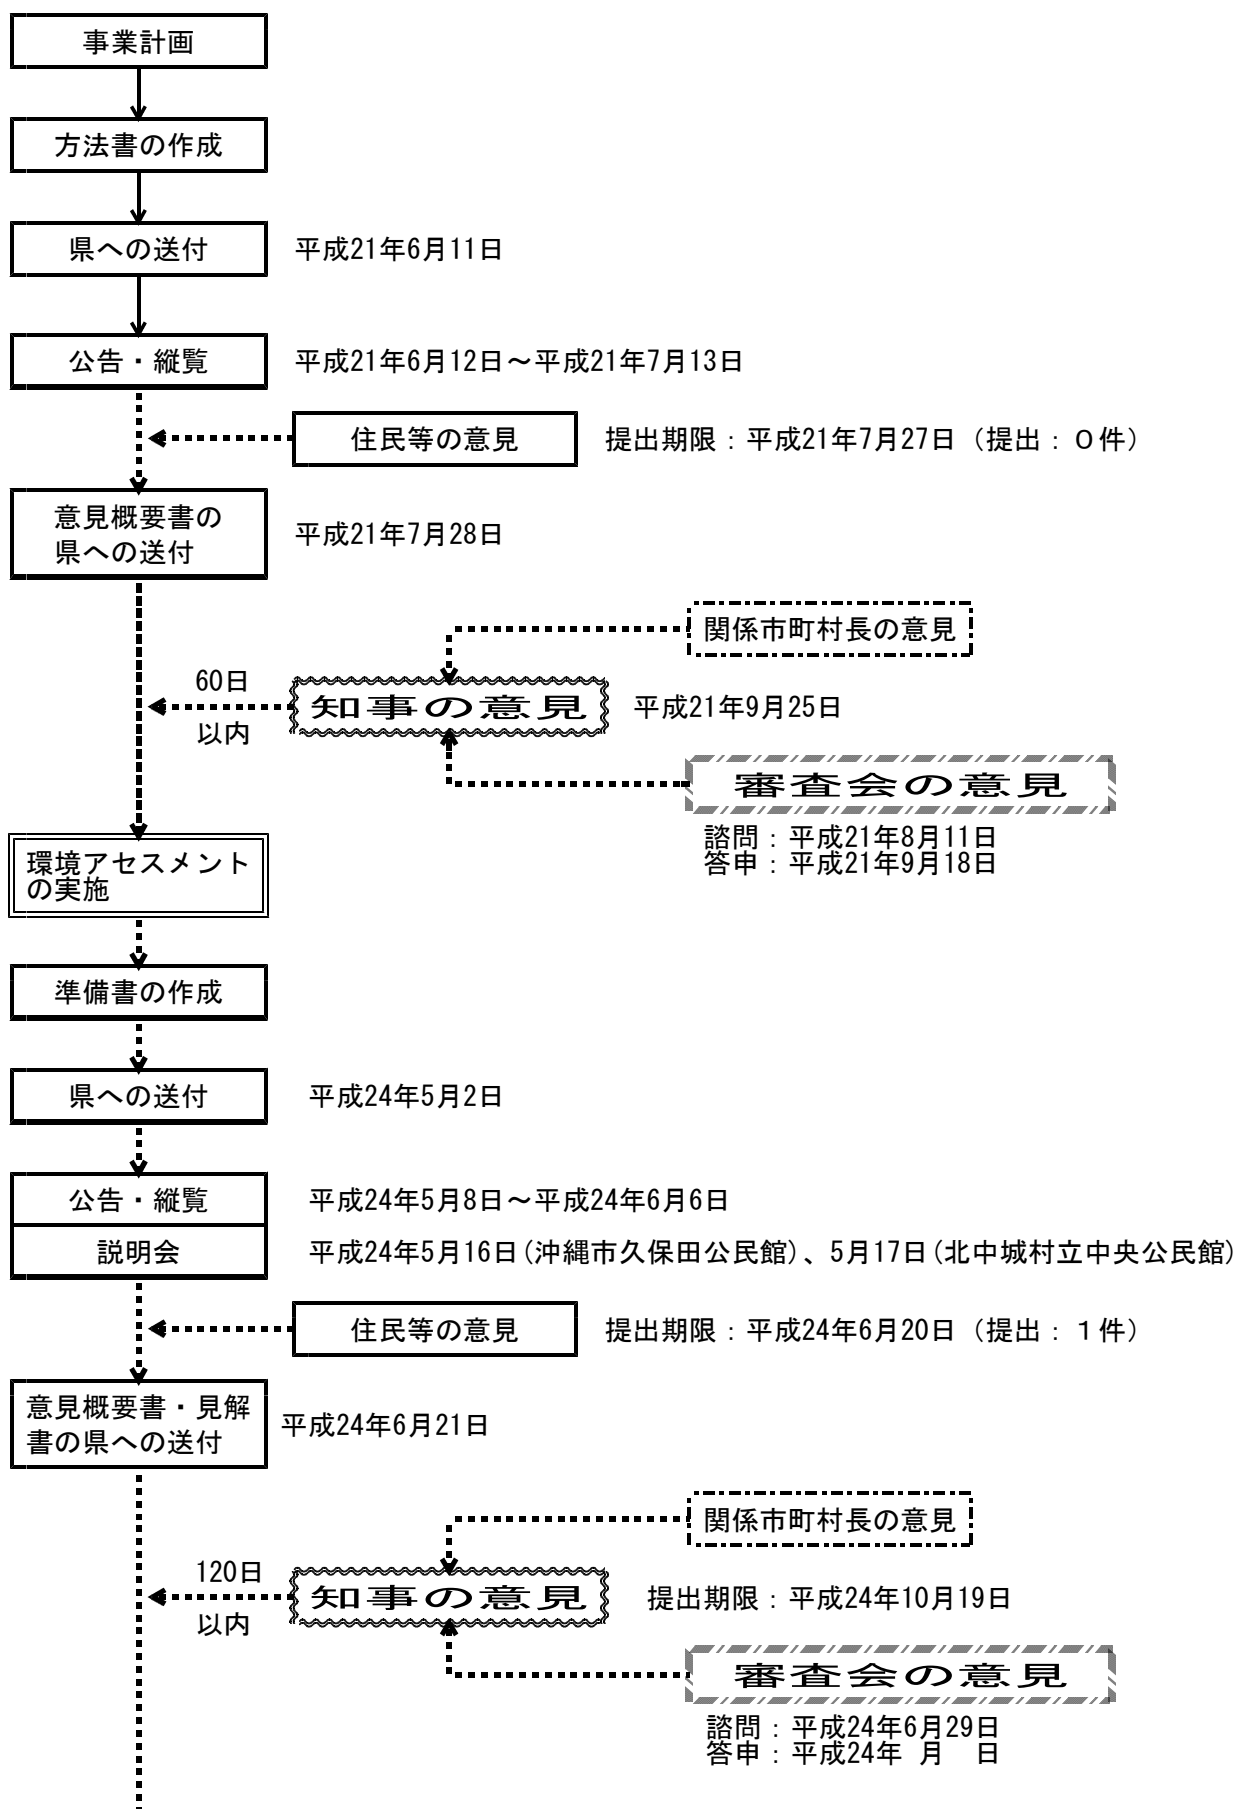 事業計画
方法書の作成
県への送付　平成21年6月11日
公告・縦覧　平成21年6月12日～平成21年7月13日
住民等の意見　提出期限：平成21年7月27日（提出：０件）
意見概要書の
県への送付
平成21年7月28日
関係市町村長の意見
60日
以内
知事の意見　平成21年9月25日
審査会の意見
諮問：平成21年8月11日
答申：平成21年9月18日
環境アセスメント
の実施
準備書の作成
県への送付　平成24年5月2日
公告・縦覧　平成24年5月8日～平成24年6月6日
説明会　平成24年5月16日(沖縄市久保田公民館)、5月17日(北中城村立中央公民館)
住民等の意見　提出期限：平成24年6月20日（提出：１件）
意見概要書・見解
書の県への送付
平成24年6月21日
関係市町村長の意見
120日
以内
知事の意見　提出期限：平成24年10月19日
審査会の意見
諮問：平成24年6月29日
答申：平成24年　月　日